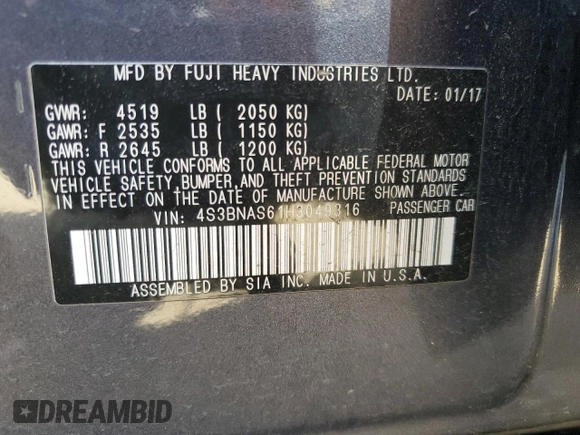 MFD BY FUJI HEAVY INDUSTRIES LTD.
DATE: 01/17
GVWR: 4519 LB ( 2050 KG)
GAWR: F 2535 LB ( 1150 KG)
GAWR: R 2645 LB ( 1200 KG)
THIS VEHICLE CONFORMS TO ALL APPLICABLE FEDERAL MOTOR
VEHICLE SAFETY, BUMPER, AND THEFT PREVENTION STANDARDS
IN EFFECT ON THE DATE OF MANUFACTURE SHOWN ABOVE.
VIN: 4S3BNAS61H3049316 PASSENGER CAR
ASSEMBLED BY SIA INC. MADE IN U.S.A.
DREAMBID